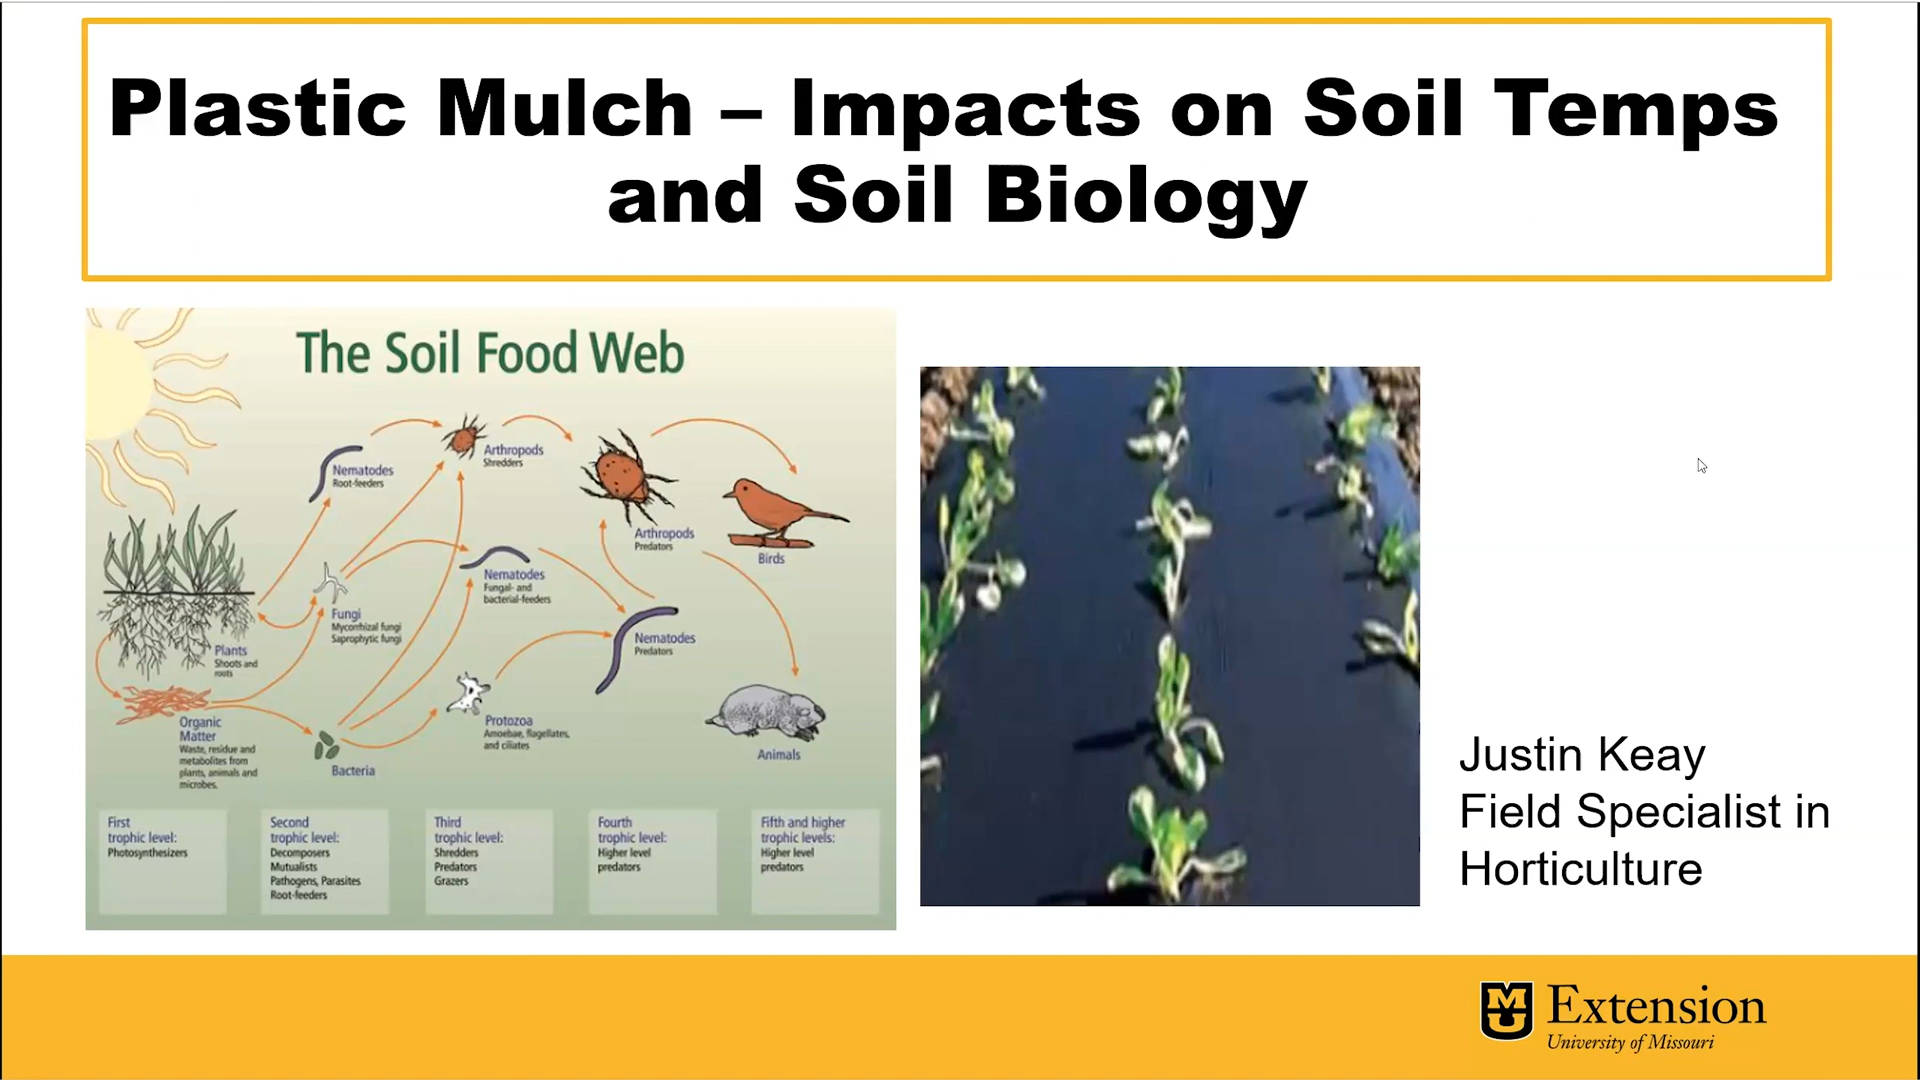 Plastic Mulch – Impacts on Soil Temps
and Soil Biology
The Soil Food Web
Nematodes
Root-feeders
Arthropods
Shredders
Arthropods
Predators
Birds
Nematodes
Fungal- and
bacterial-feeders
Fungi
Mycorrhizal fungi
Saprophytic fungi
Plants
Shoots and
roots
Nematodes
Predators
Organic
Matter
Waste, residue and
metabolites from
plants, animals and
microbes.
Bacteria
Protozoa
Amoebae, flagellates,
and ciliates
Animals
First
trophic level:
Photosynthesizers
Second
trophic level:
Decomposers
Mutualists
Pathogens, Parasites
Root-feeders
Third
trophic level:
Shredders
Predators
Grazers
Fourth
trophic level:
Higher level
predators
Fifth and higher
trophic levels:
Higher level
predators
Justin Keay
Field Specialist in
Horticulture
MU
Extension
University of Missouri